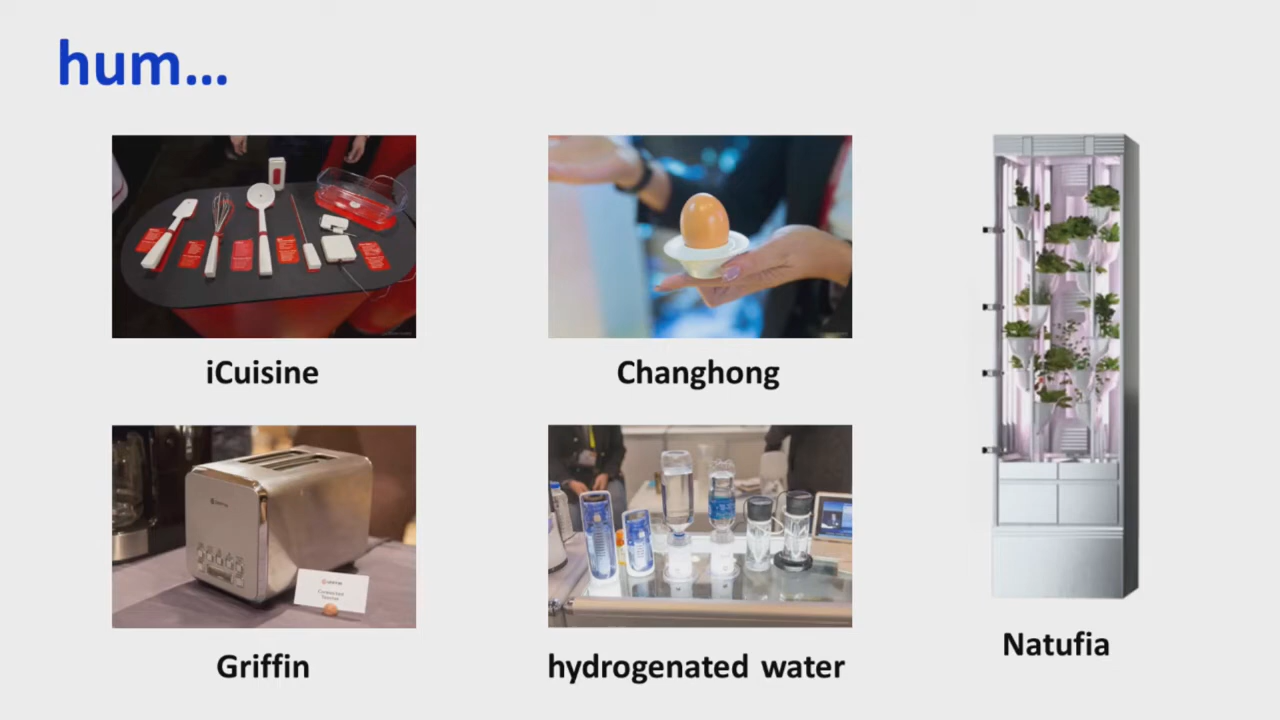 hum...
iCuisine
Changhong
Griffin
hydrogenated water
Natufia